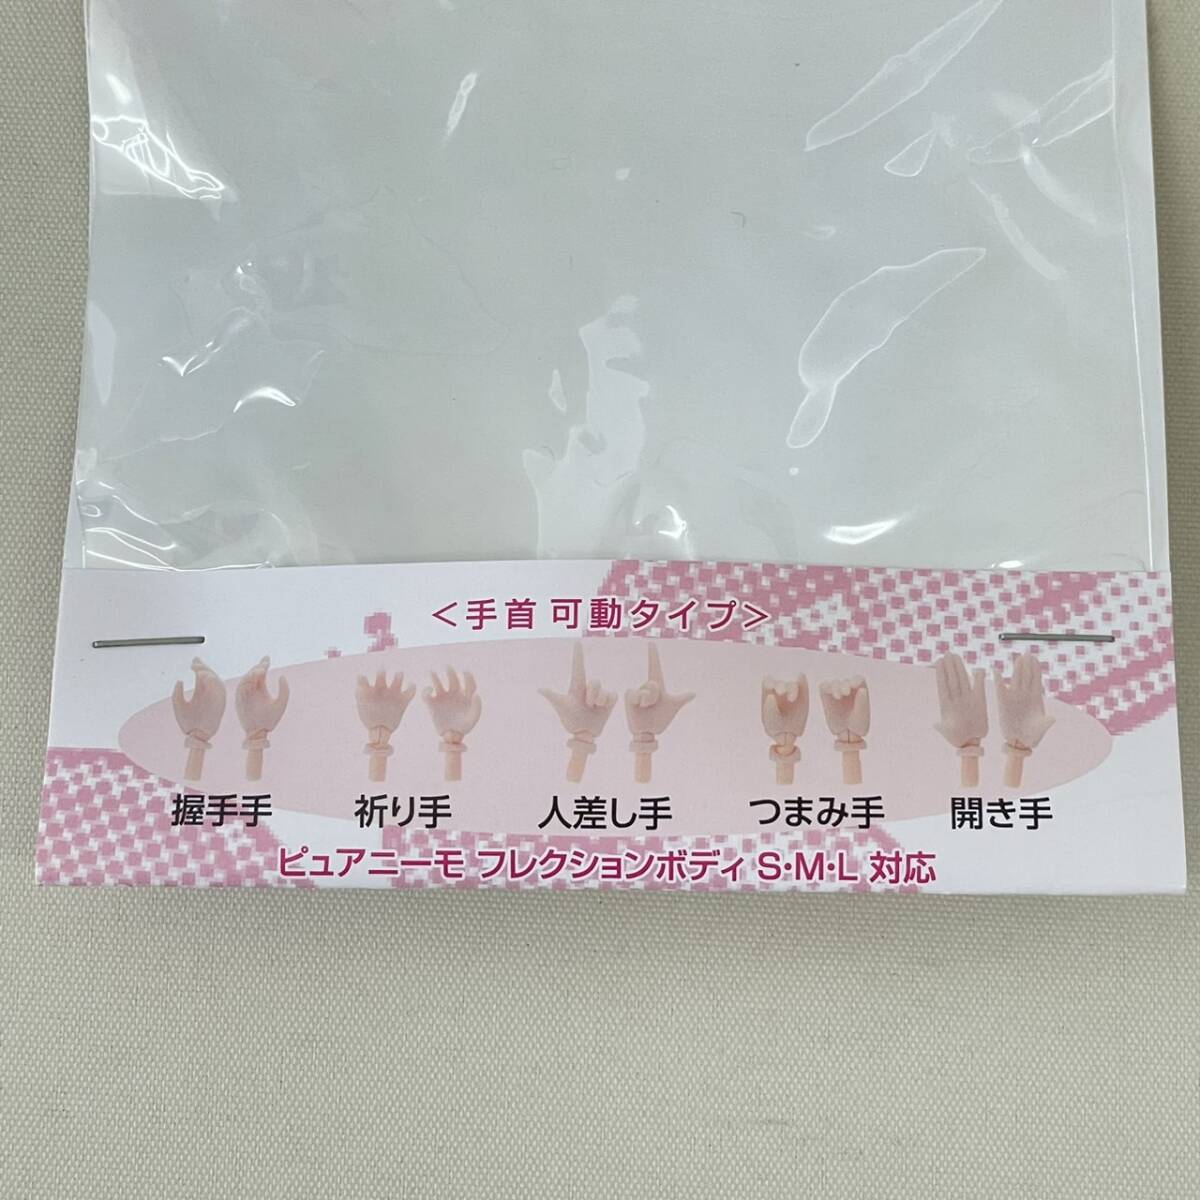 ＜手首 可動タイプ＞
握手手 祈り手 人差し手 つまみ手 開き手
ピュアニーモ フレクションボディ S・M・L 対応